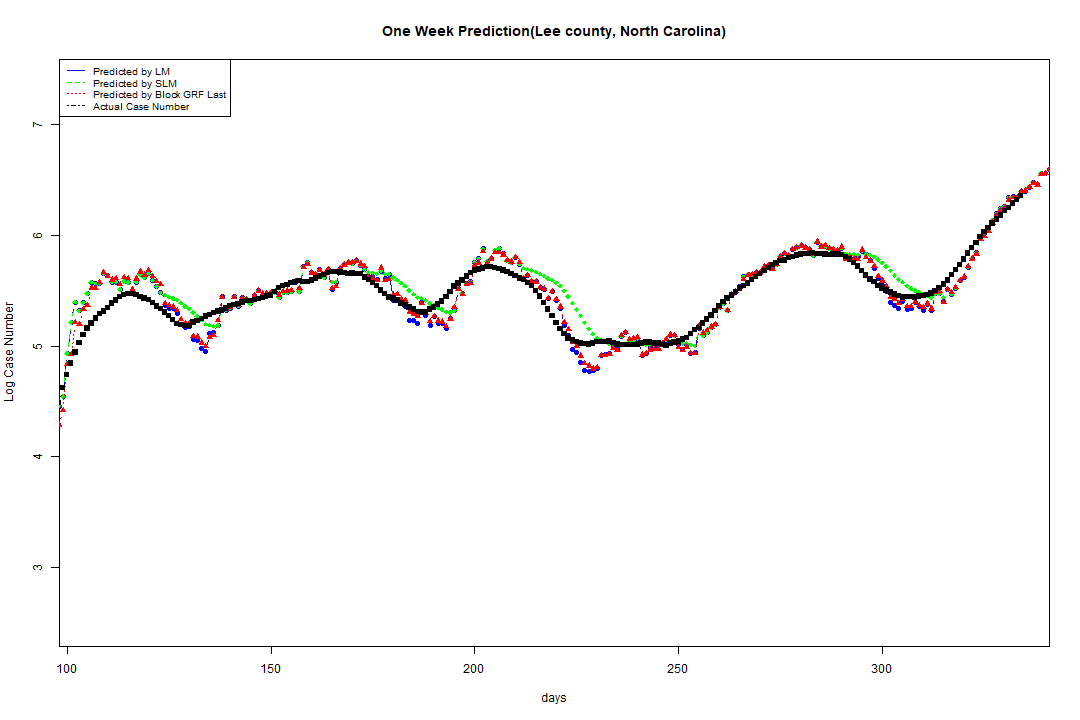 One Week Prediction(Lee county, North Carolina)
Predicted by LM
Predicted by SLM
Predicted by Block GRF Last
Actual Case Number
7
6
5
4
3
Log Case Number
100 150 200 250 300
days